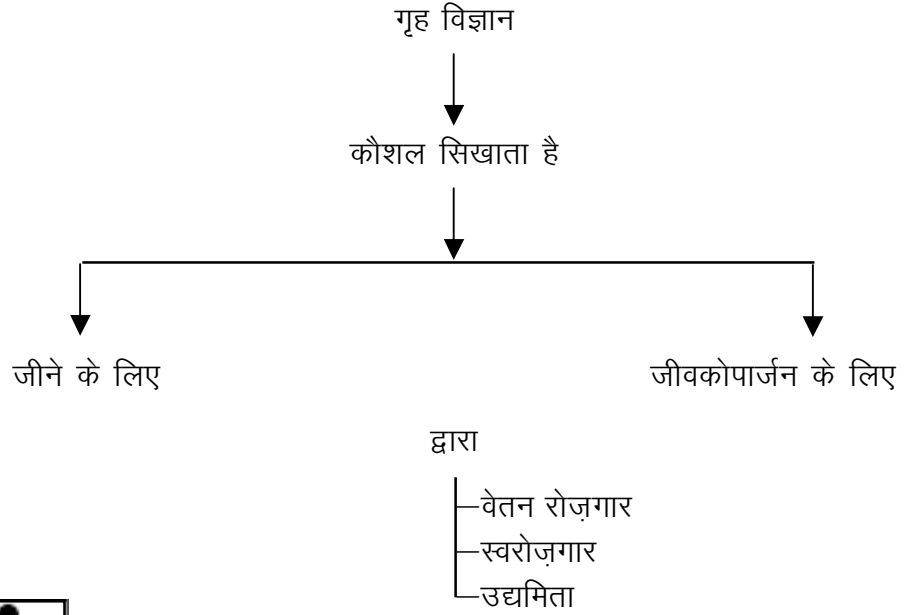 गृह विज्ञान
कौशल सिखाता है
जीने के लिए
जीवकोपार्जन के लिए
द्वारा
वेतन रोज़गार
स्वरोज़गार
उद्यमिता